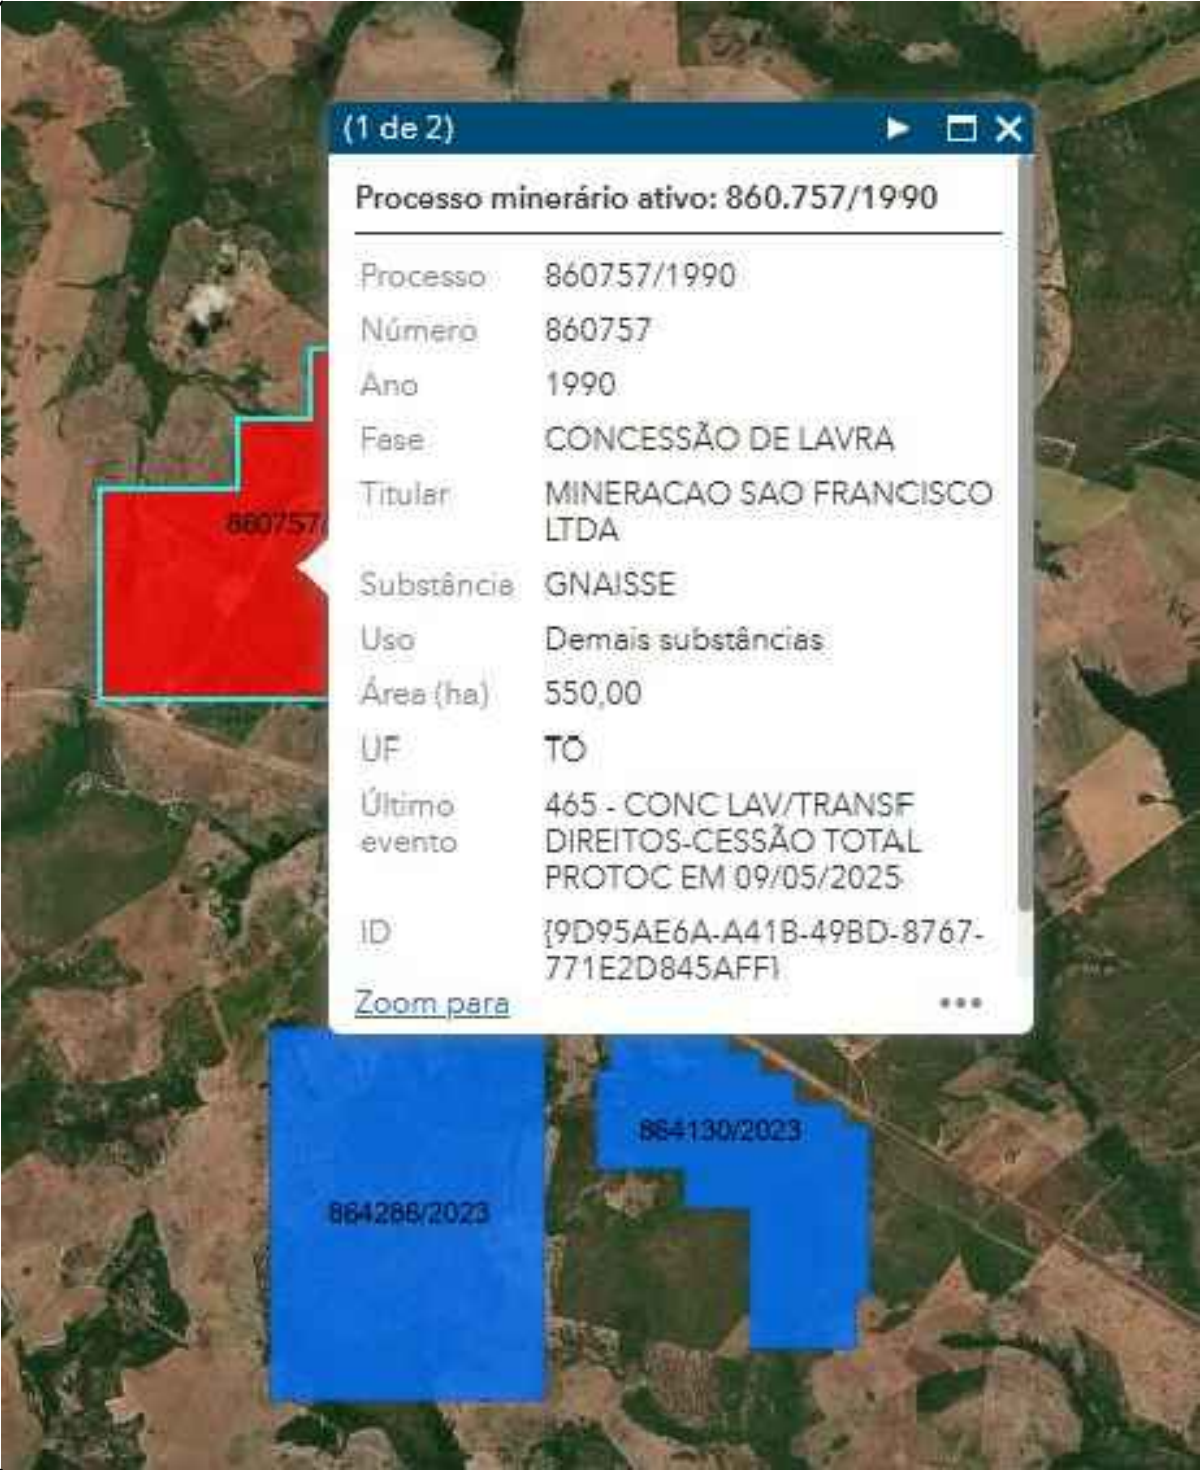 (1 de 2)
Processo minerário ativo: 860.757/1990
Processo 860757/1990
Número 860757
Ano 1990
Fase CONCESSÃO DE LAVRA
Titular MINERACAO SAO FRANCISCO
LTDA
Substância GNAISSE
Uso Demais substâncias
Área (ha) 550,00
UF TO
Último 465 - CONC LAV/TRANSF
evento DIREITOS-CESSÃO TOTAL
PROTOC EM 09/05/2025
ID {9D95AE6A-A41B-49BD-8767-
771E2D845AFF}
Zoom para
860757/
864130/2023
864286/2023